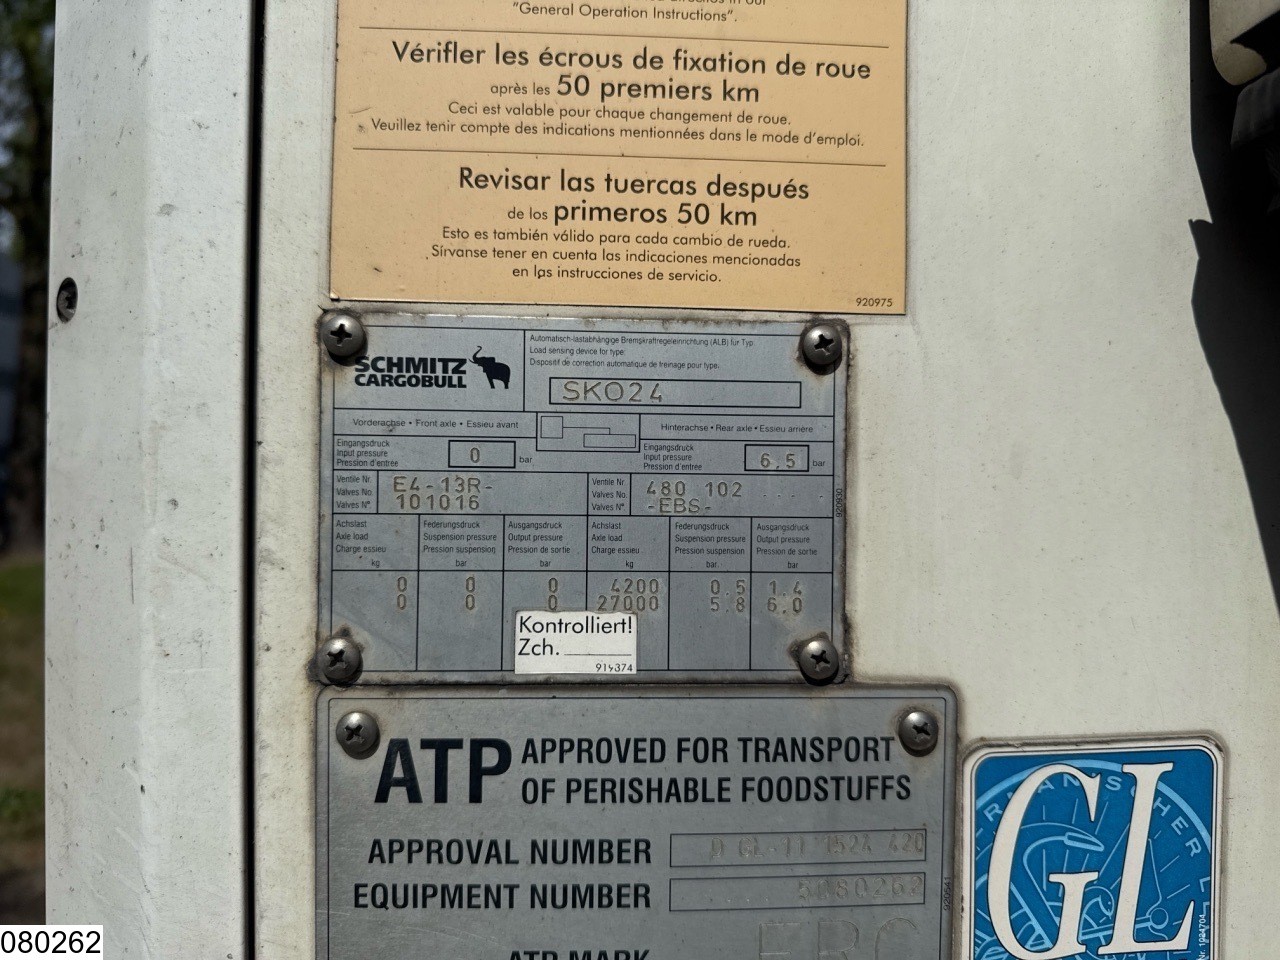 "General Operation Instructions".
Vérifler les écrous de fixation de roue
après les 50 premiers km
Ceci est valable pour chaque changement de roue.
Veuillez tenir compte des indications mentionnées dans le mode d'emploi.
Revisar las tuercas después
de los primeros 50 km
Esto es también válido para cada cambio de rueda.
Sírvanse tener en cuenta las indicaciones mencionadas
en las instrucciones de servicio.
920975
SCHMITZ
CARGOBULL
Automatisch-lastabhängige Bremskraftregeleinrichtung (ALB) für Typ
Load sensing device for type:
Dispositif de correction automatique de freinage pour type:
SKO24
Vorderachse • Front axle • Essieu avant
Hinterachse • Rear axle • Essieu arrière
Eingangsdruck
Input pressure
Pression d'entrée
0 bar
Eingangsdruck
Input pressure
Pression d'entrée
6,5 bar
Ventile Nr.
Valves No.
Valves N°
E4-13R-
101016
Ventile Nr.
Valves No.
Valves N°
480 102 . . . .
-EBS-
920930
Achslast
Axle load
Charge essieu
kg
Federungsdruck
Suspension pressure
Pression suspension
bar
Ausgangsdruck
Output pressure
Pression de sortie
bar
Achslast
Axle load
Charge essieu
kg
Federungsdruck
Suspension pressure
Pression suspension
bar
Ausgangsdruck
Output pressure
Pression de sortie
bar
0 0 0 4200 0.5 1.4
0 0 0 27000 5.8 6.0
Kontrolliert!
Zch.
919374
ATP APPROVED FOR TRANSPORT
OF PERISHABLE FOODSTUFFS
APPROVAL NUMBER
EQUIPMENT NUMBER
080262
ATP MARK
FRC
GL
Nr. 1024704